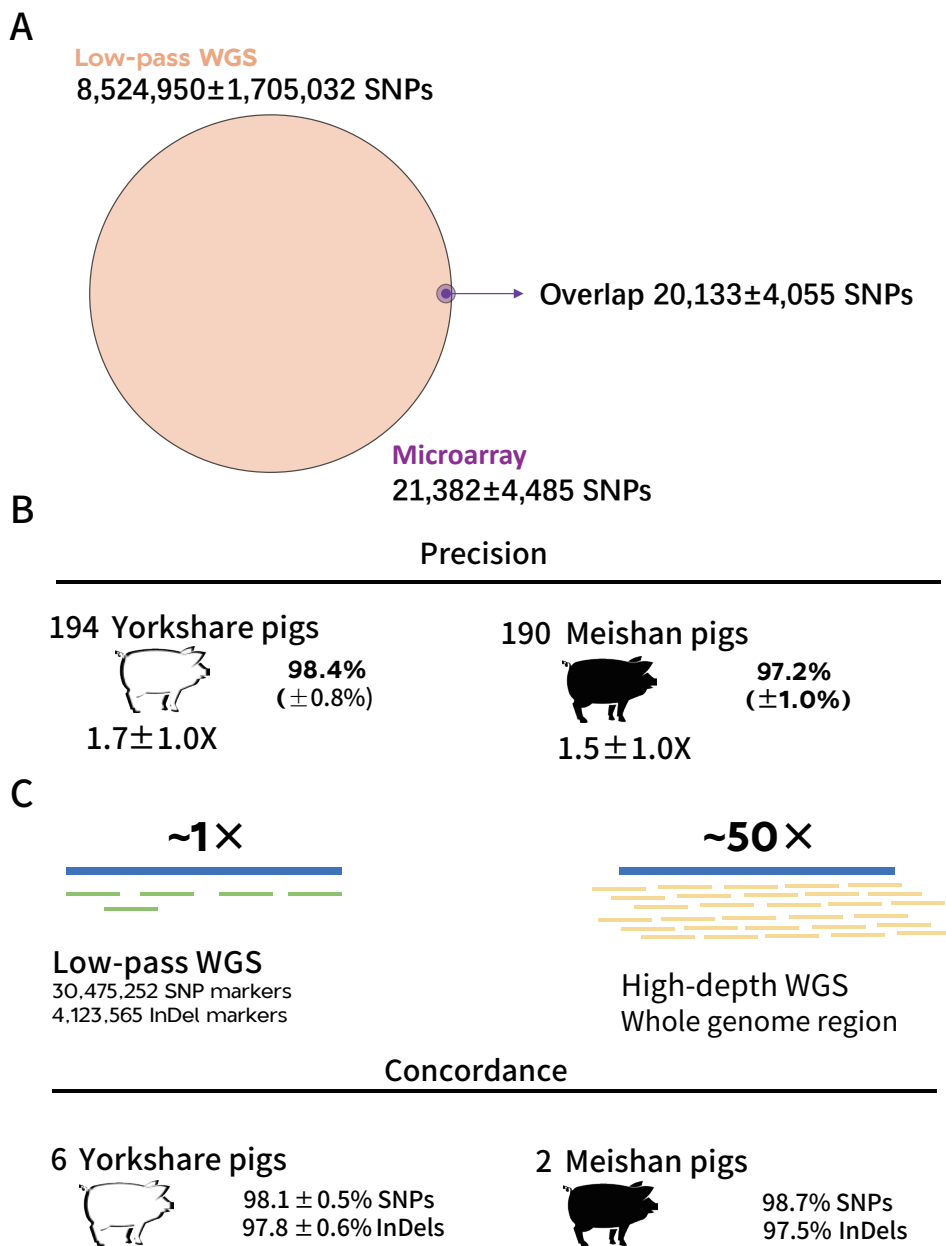 A
Low-pass WGS
8,524,950±1,705,032 SNPs
Overlap 20,133±4,055 SNPs
Microarray
21,382±4,485 SNPs
B
Precision
194 Yorkshare pigs
98.4%
(±0.8%)
1.7±1.0X
190 Meishan pigs
97.2%
(±1.0%)
1.5±1.0X
C
~1×
~50×
Low-pass WGS
30,475,252 SNP markers
4,123,565 InDel markers
High-depth WGS
Whole genome region
Concordance
6 Yorkshare pigs
98.1±0.5% SNPs
97.8±0.6% InDels
2 Meishan pigs
98.7% SNPs
97.5% InDels